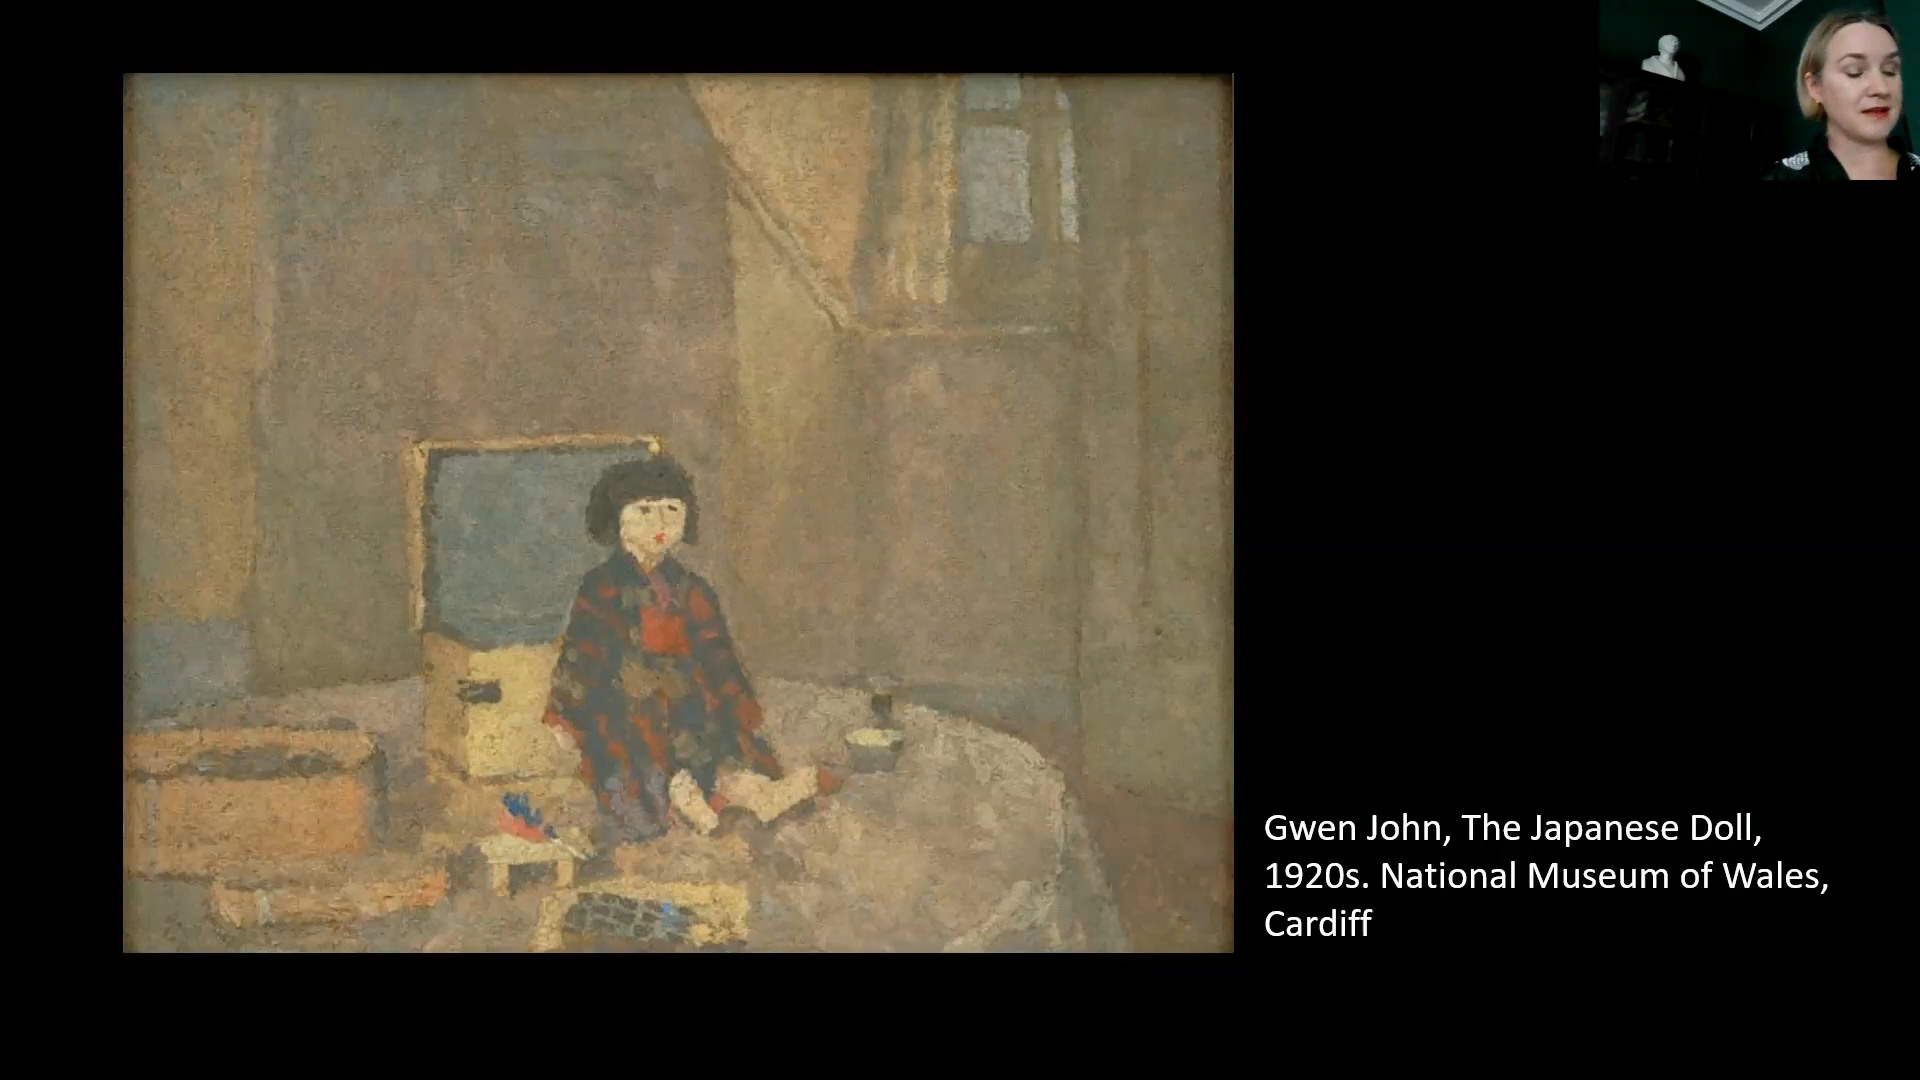 Gwen John, The Japanese Doll,
1920s. National Museum of Wales,
Cardiff